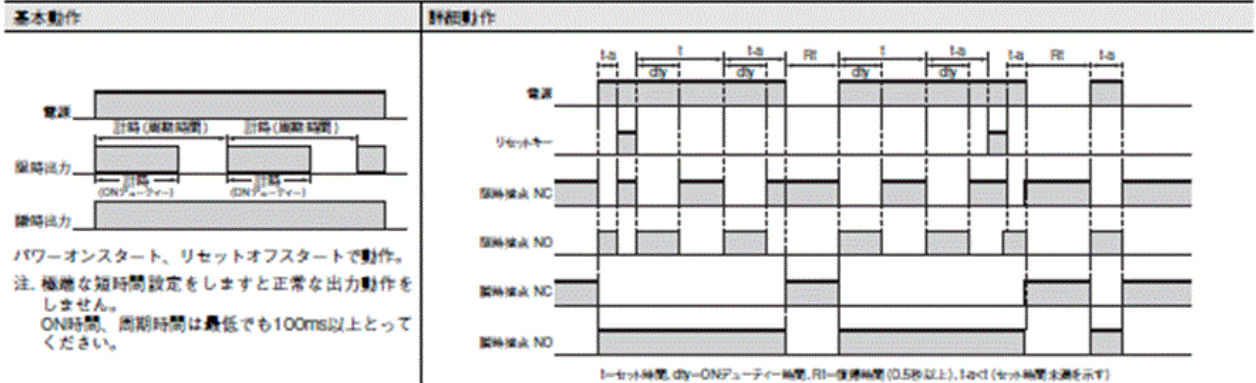 基本動作
詳細動作
電源
計時(周期時間)
計時(周期時間)
限時出力
計時
(ONデューティー)
計時
(ONデューティー)
瞬時出力
パワーオンスタート、リセットオフスタートで動作。
注. 極端な短時間設定をしますと正常な出力動作を
しません。
ON時間、周期時間は最低でも100ms以上とって
ください。
t-a
t
t-a
Rt
t
t-a
t-a
Rt
t-a
dty
dty
dty
dty
電源
リセットキー
限時接点 NC
限時接点 NO
瞬時接点 NC
瞬時接点 NO
t=セット時間, dty=ONデューティー時間, Rt=復帰時間(0.5秒以上), t-a<t (セット時間未満を示す)